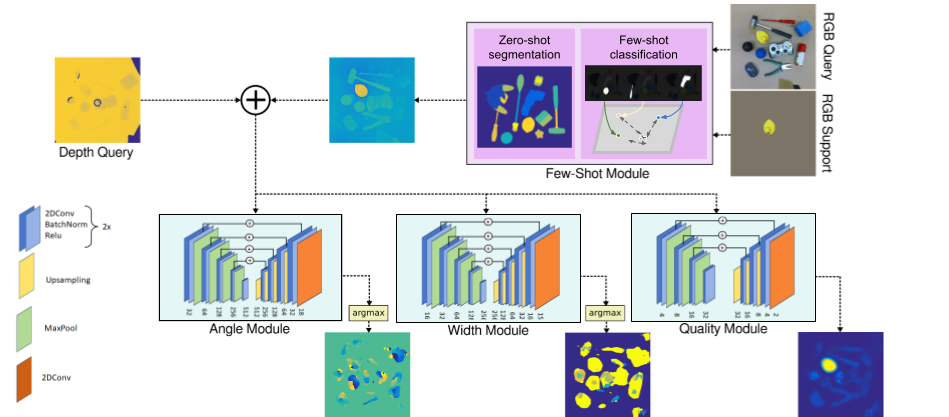 Zero-shot
segmentation
Few-shot
classification
RGB Query
RGB Support
Depth Query
Few-Shot Module
2DConv
BatchNorm
Relu
2x
Upsampling
MaxPool
2DConv
32 64 128 256 512 512 256 128 64 32 18
Angle Module
argmax
16 32 64 128 256 256 128 64 32 16 15
Width Module
argmax
4 8 16 32 32 16 8 4 2
Quality Module